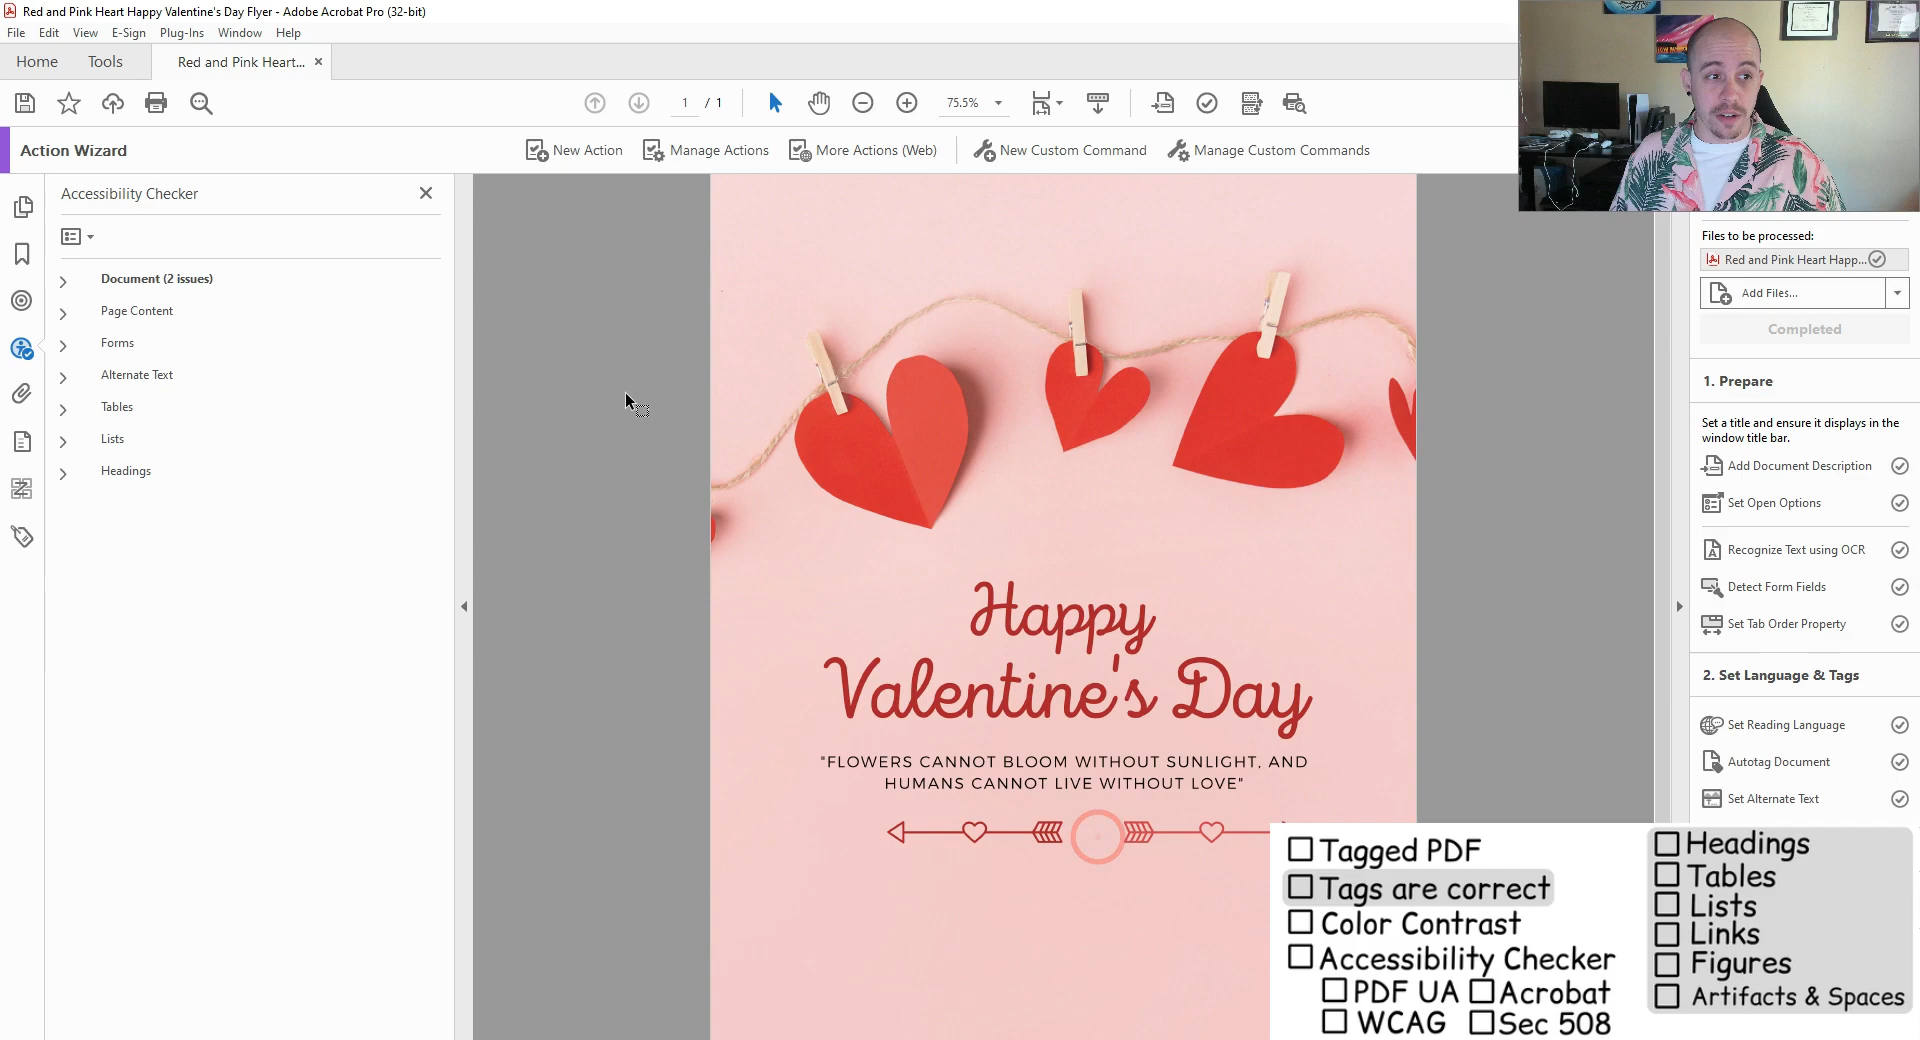 Red and Pink Heart Happy Valentine's Day Flyer - Adobe Acrobat Pro (32-bit)
File Edit View E-Sign Plug-Ins Window Help
Home Tools Red and Pink Heart... ×
1 / 1 75.5%
Action Wizard New Action Manage Actions More Actions (Web) New Custom Command Manage Custom Commands
Accessibility Checker
Document (2 issues)
Page Content
Forms
Alternate Text
Tables
Lists
Headings
Happy
Valentine's Day
"FLOWERS CANNOT BLOOM WITHOUT SUNLIGHT, AND
HUMANS CANNOT LIVE WITHOUT LOVE"
Files to be processed:
Red and Pink Heart Happ...
Add Files...
Completed
1. Prepare
Set a title and ensure it displays in the
window title bar.
Add Document Description
Set Open Options
Recognize Text using OCR
Detect Form Fields
Set Tab Order Property
2. Set Language & Tags
Set Reading Language
Autotag Document
Set Alternate Text
Tagged PDF
Tags are correct
Color Contrast
Accessibility Checker
PDF UA Acrobat
WCAG Sec 508
Headings
Tables
Lists
Links
Figures
Artifacts & Spaces